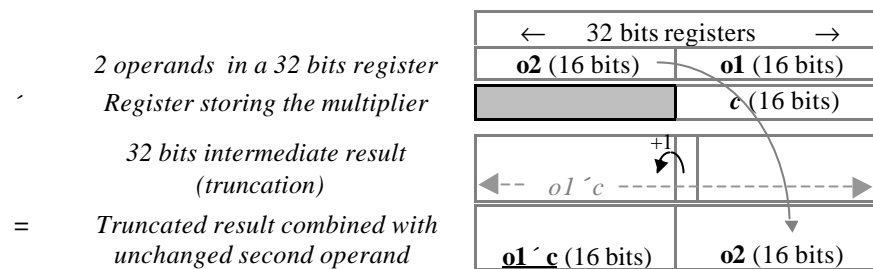 ← 32 bits registers →
2 operands in a 32 bits register o2 (16 bits) o1 (16 bits)
´ Register storing the multiplier c (16 bits)
+1
32 bits intermediate result
(truncation) o1 ´ c
= Truncated result combined with
unchanged second operand o1 ´ c (16 bits) o2 (16 bits)